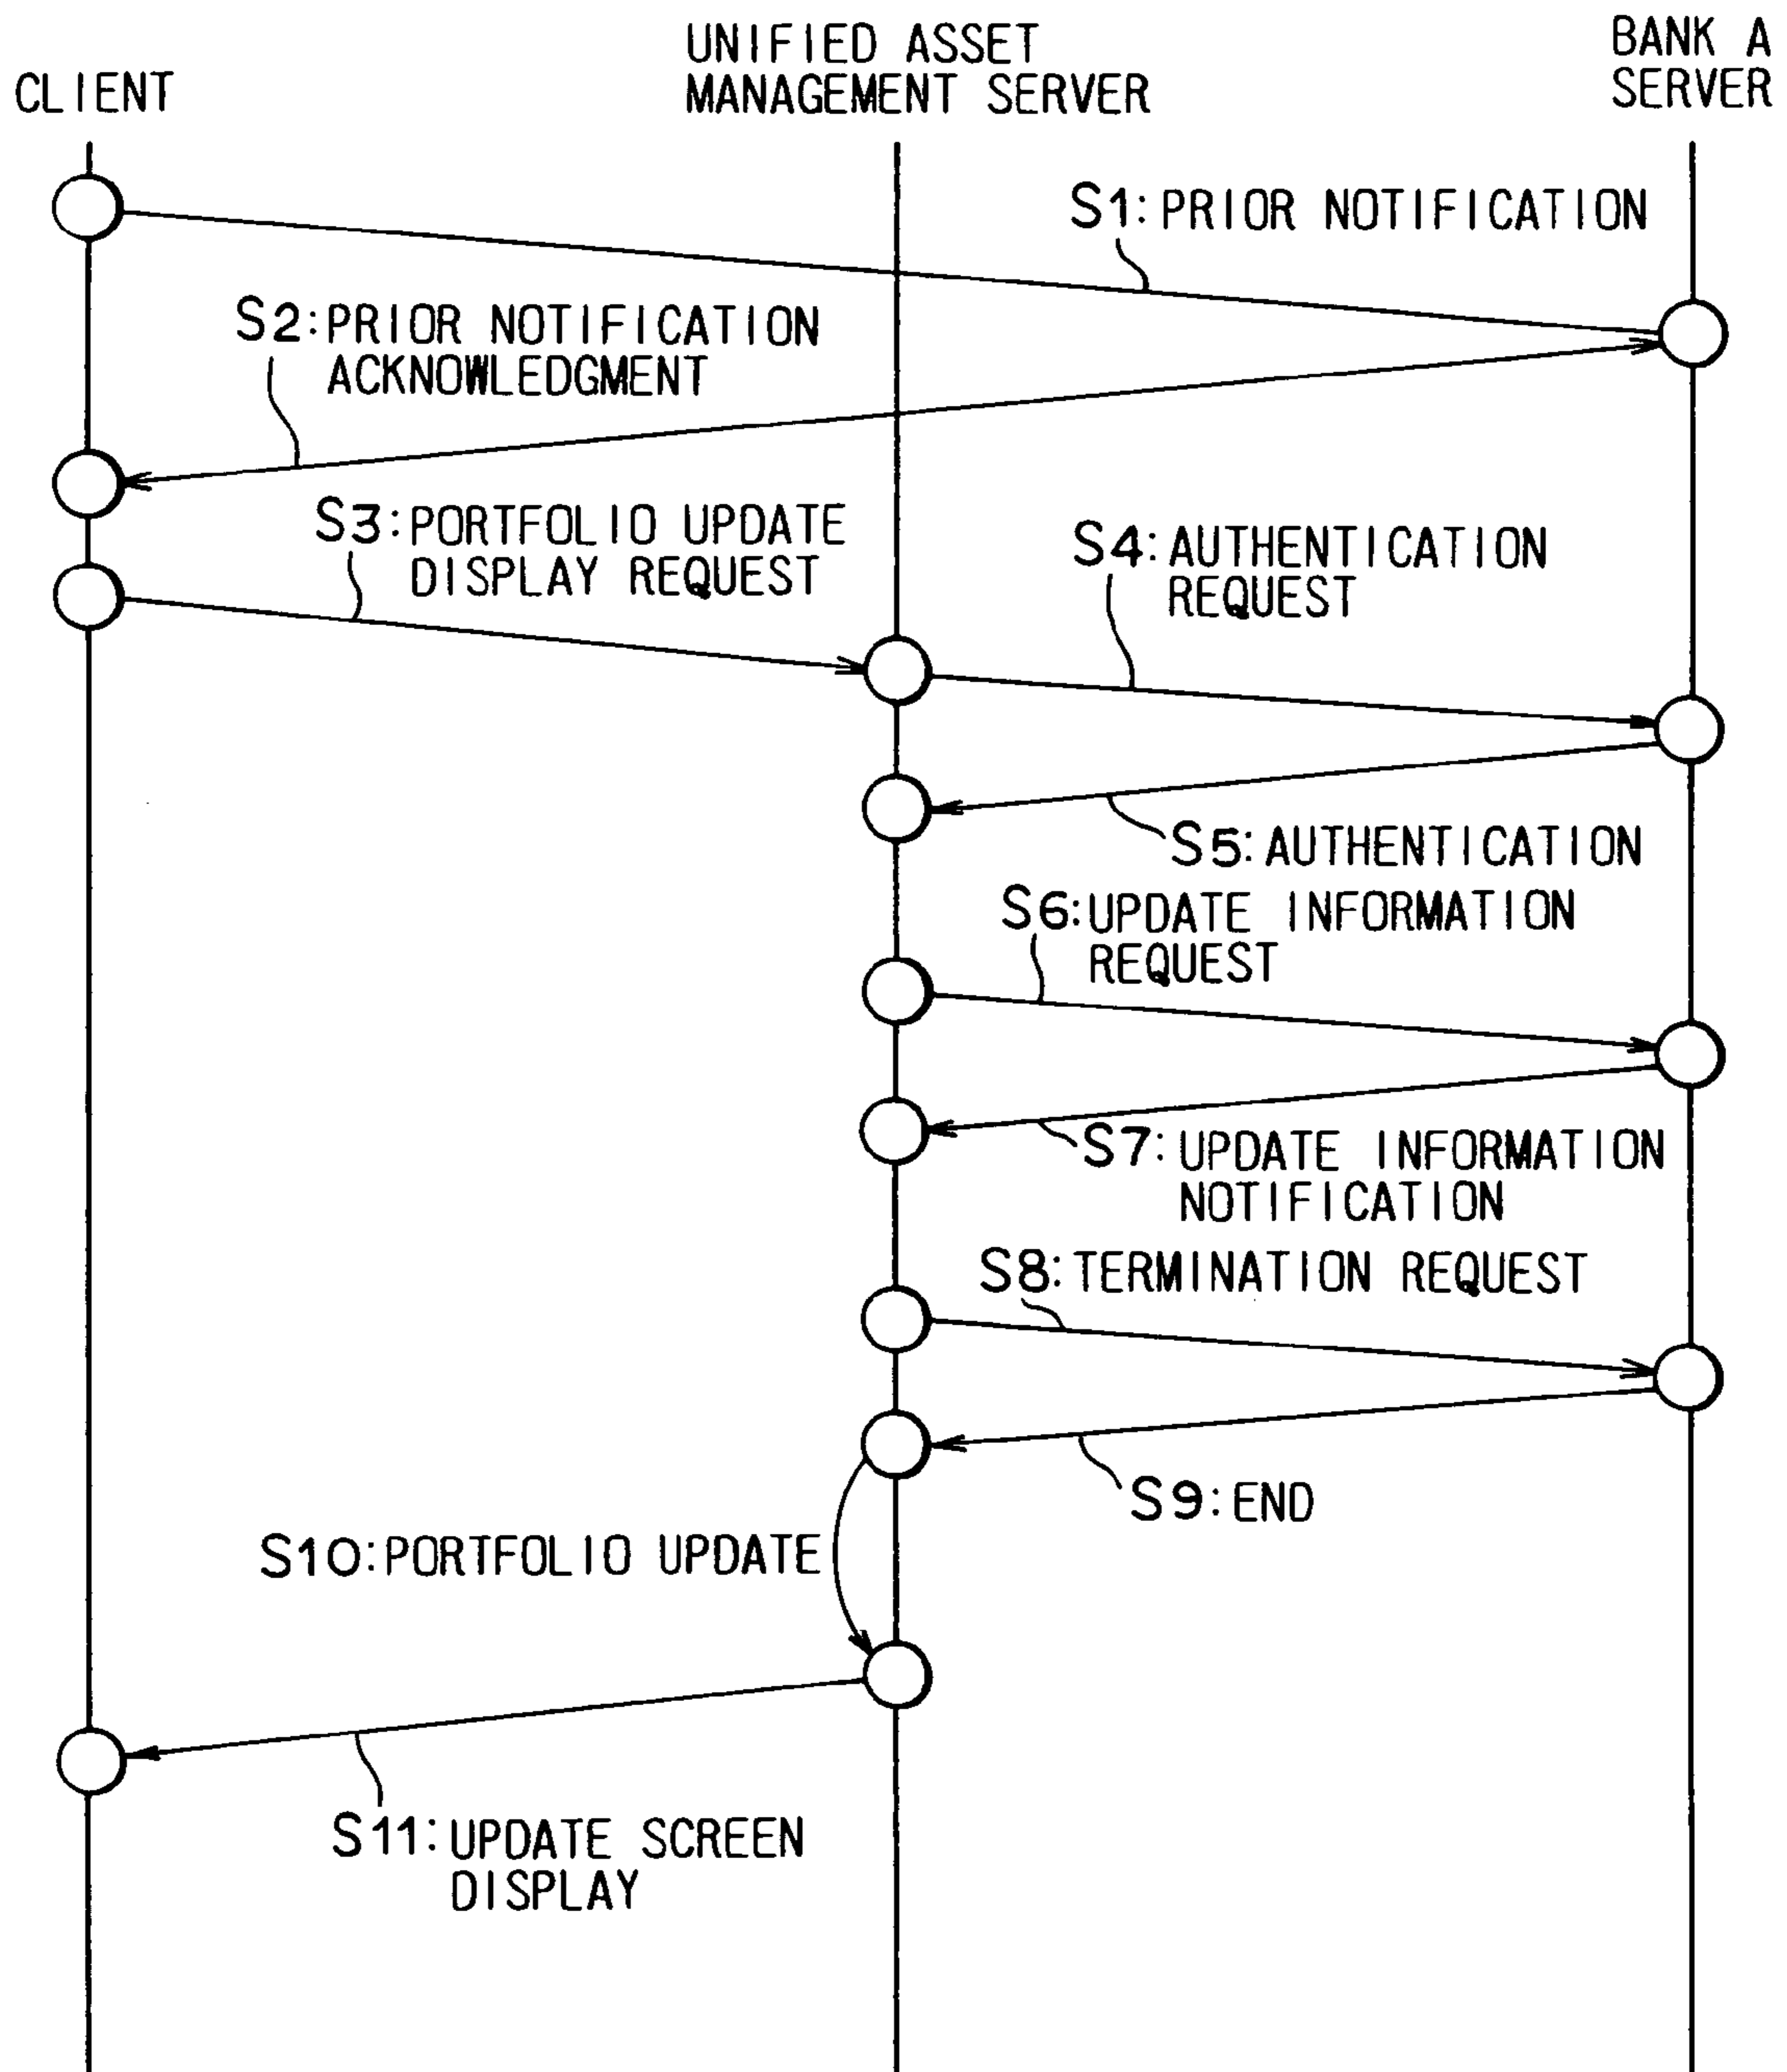 CLIENT
UNIFIED ASSET
MANAGEMENT SERVER
BANK A
SERVER
S1: PRIOR NOTIFICATION
S2: PRIOR NOTIFICATION
ACKNOWLEDGMENT
S3: PORTFOLIO UPDATE
DISPLAY REQUEST
S4: AUTHENTICATION
REQUEST
S5: AUTHENTICATION
S6: UPDATE INFORMATION
REQUEST
S7: UPDATE INFORMATION
NOTIFICATION
S8: TERMINATION REQUEST
S9: END
S10: PORTFOLIO UPDATE
S11: UPDATE SCREEN
DISPLAY